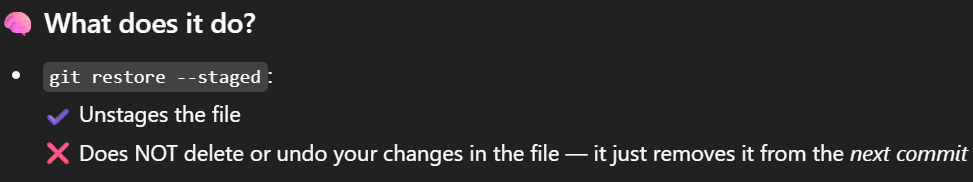 🧠 What does it do?
• git restore --staged:
✔ Unstages the file
❌ Does NOT delete or undo your changes in the file — it just removes it from the next commit